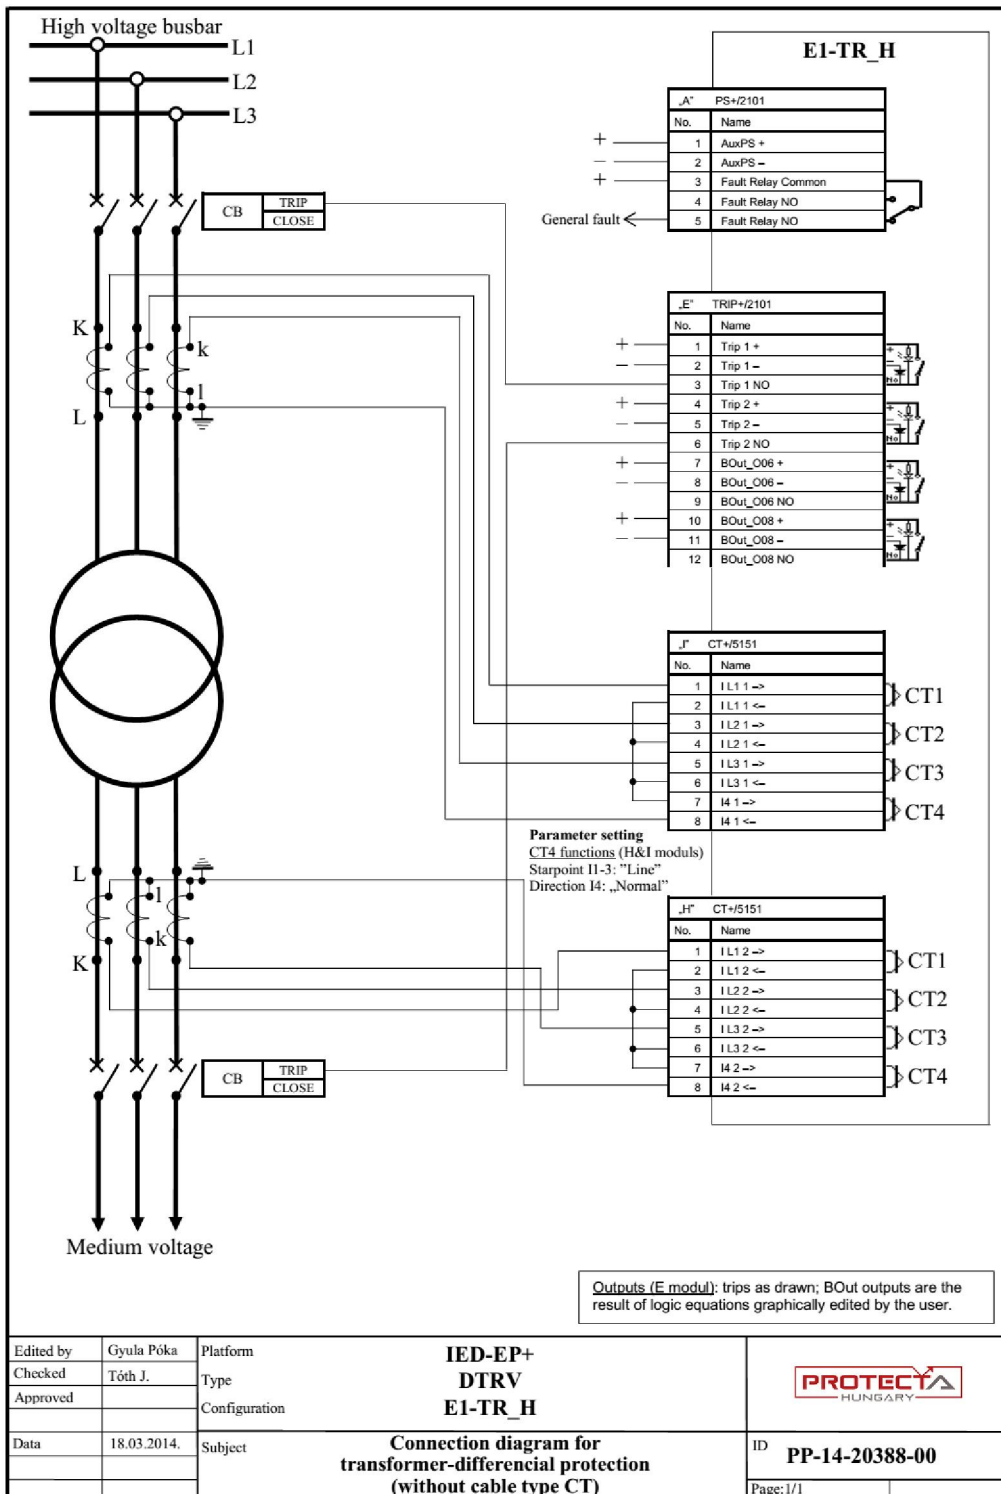 High voltage busbar
L1
L2
L3
E1-TR_H
„A” PS+/2101
No. Name
+ 1 AuxPS +
− 2 AuxPS –
+ 3 Fault Relay Common
4 Fault Relay NO
General fault 5 Fault Relay NO
CB TRIP
CLOSE
K
k
l
L
„E” TRIP+/2101
No. Name
+ 1 Trip 1 +
− 2 Trip 1 –
3 Trip 1 NO
+ 4 Trip 2 +
− 5 Trip 2 –
6 Trip 2 NO
+ 7 BOut_O06 +
− 8 BOut_O06 –
9 BOut_O06 NO
+ 10 BOut_O08 +
− 11 BOut_O08 –
12 BOut_O08 NO
„I” CT+/5151
No. Name
1 I L1 1 –>
2 I L1 1 <–
3 I L2 1 –>
4 I L2 1 <–
5 I L3 1 –>
6 I L3 1 <–
7 I4 1 –>
8 I4 1 <–
CT1
CT2
CT3
CT4
Parameter setting
CT4 functions (H&I moduls)
Starpoint I1-3: ”Line”
Direction I4: „Normal”
L
l
k
K
„H” CT+/5151
No. Name
1 I L1 2 –>
2 I L1 2 <–
3 I L2 2 –>
4 I L2 2 <–
5 I L3 2 –>
6 I L3 2 <–
7 I4 2 –>
8 I4 2 <–
CT1
CT2
CT3
CT4
CB TRIP
CLOSE
Medium voltage
Outputs (E modul): trips as drawn; BOut outputs are the
result of logic equations graphically edited by the user.
Edited by Gyula Póka
Checked Tóth J.
Approved
Data 18.03.2014.
Platform IED-EP+
Type DTRV
Configuration E1-TR_H
PROTECTA
HUNGARY
Subject Connection diagram for
transformer-differencial protection
(without cable type CT)
ID PP-14-20388-00
Page:1/1